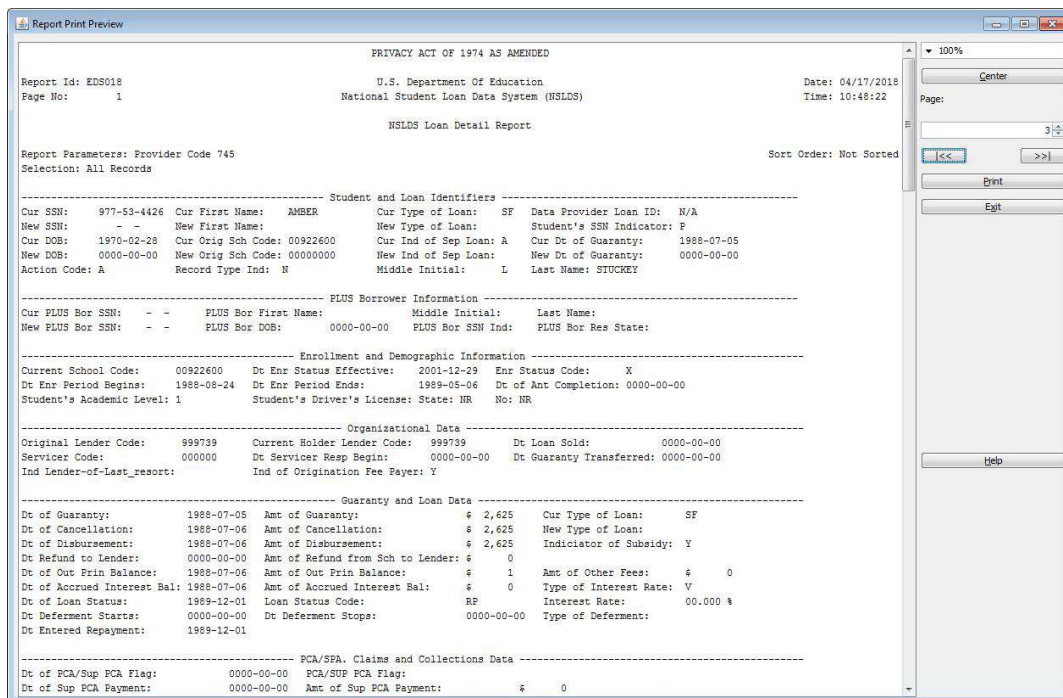 Report Print Preview
PRIVACY ACT OF 1974 AS AMENDED
Report Id: EDS018 U.S. Department Of Education Date: 04/17/2018
Page No: 1 National Student Loan Data System (NSLDS) Time: 10:48:22
NSLDS Loan Detail Report
Report Parameters: Provider Code 745 Sort Order: Not Sorted
Selection: All Records
Student and Loan Identifiers
Cur SSN: 977-53-4426 Cur First Name: AMBER Cur Type of Loan: SF Data Provider Loan ID: N/A
New SSN: - - New First Name: New Type of Loan: Student's SSN Indicator: P
Cur DOB: 1970-02-28 Cur Orig Sch Code: 00922600 Cur Ind of Sep Loan: A Cur Dt of Guaranty: 1988-07-05
New DOB: 0000-00-00 New Orig Sch Code: 00000000 New Ind of Sep Loan: New Dt of Guaranty: 0000-00-00
Action Code: A Record Type Ind: N Middle Initial: L Last Name: STUCKEY
PLUS Borrower Information
Cur PLUS Bor SSN: - - PLUS Bor First Name: Middle Initial: Last Name:
New PLUS Bor SSN: - - PLUS Bor DOB: 0000-00-00 PLUS Bor SSN Ind: PLUS Bor Res State:
Enrollment and Demographic Information
Current School Code: 00922600 Dt Enr Status Effective: 2001-12-29 Enr Status Code: X
Dt Enr Period Begins: 1988-08-24 Dt Enr Period Ends: 1989-05-06 Dt of Ant Completion: 0000-00-00
Student's Academic Level: 1 Student's Driver's License: State: NR No: NR
Organizational Data
Original Lender Code: 999739 Current Holder Lender Code: 999739 Dt Loan Sold: 0000-00-00
Servicer Code: 000000 Dt Servicer Resp Begin: 0000-00-00 Dt Guaranty Transferred: 0000-00-00
Ind Lender-of-Last_resort: Ind of Origination Fee Payer: Y
Guaranty and Loan Data
Dt of Guaranty: 1988-07-05 Amt of Guaranty: $ 2,625 Cur Type of Loan: SF
Dt of Cancellation: 1988-07-06 Amt of Cancellation: $ 2,625 New Type of Loan:
Dt of Disbursement: 1988-07-06 Amt of Disbursement: $ 2,625 Indiciator of Subsidy: Y
Dt Refund to Lender: 0000-00-00 Amt of Refund from Sch to Lender: $ 0
Dt of Out Prin Balance: 1988-07-06 Amt of Out Prin Balance: $ 1 Amt of Other Fees: $ 0
Dt of Accrued Interest Bal: 1988-07-06 Amt of Accrued Interest Bal: $ 0 Type of Interest Rate: V
Dt of Loan Status: 1989-12-01 Loan Status Code: RP Interest Rate: 00.000 %
Dt Deferment Starts: 0000-00-00 Dt Deferment Stops: 0000-00-00 Type of Deferment:
Dt Entered Repayment: 1989-12-01
PCA/SPA. Claims and Collections Data
Dt of PCA/Sup PCA Flag: 0000-00-00 PCA/SUP PCA Flag:
Dt of Sup PCA Payment: 0000-00-00 Amt of Sup PCA Payment: $ 0
100%
Center
Page:
3
|<< >>|
Print
Exit
Help